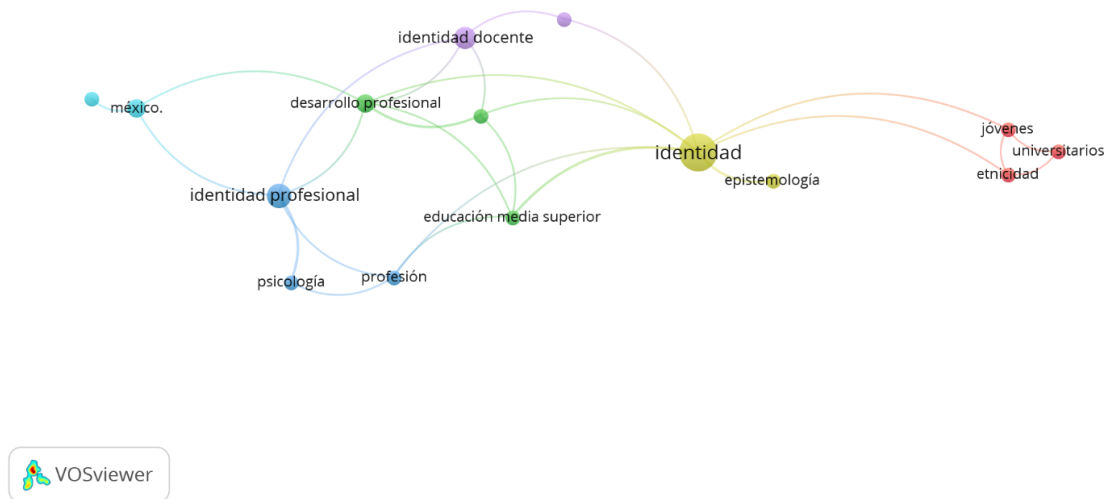 identidad docente
desarrollo profesional
méxico.
jóvenes
universitarios
identidad
etnicidad
epistemología
identidad profesional
educación media superior
profesión
psicología
VOSviewer